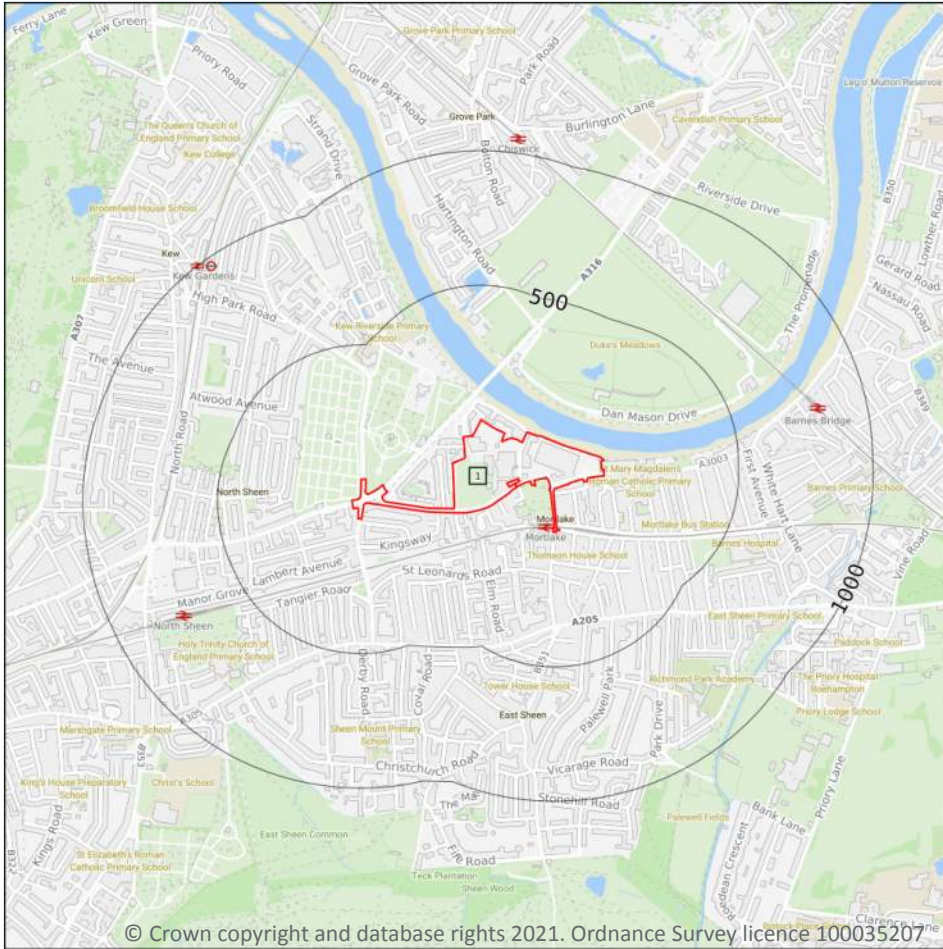 Ferry Lane
Kew Green
Priory Road
Grove Park Primary School
Park Road
Grove Park Road
Leg o' Mutton Reservoir
Burlington Lane
Cavendish Primary School
Grove Park
Strand Drive
The Queen's Church of
England Primary School
Kew College
Chiswick
Bolton Road
B350
Riverside Drive
Lowther Road
Broomfield House School
Hartington Road
Kew
Kew Gardens
A316
The Promenade
Gerard Road
Unicorn School
High Park Road
500
Nassau Road
A307
Kew Riverside Primary
School
Duke's Meadows
The Avenue
Atwood Avenue
B349
Dan Mason Drive
Barnes Bridge
North Road
A3003
First Avenue
White Hart Lane
1
St Mary Magdalen's
Roman Catholic Primary
School
Barnes Primary School
North Sheen
Mortlake
Mortlake
Mortlake Bus Station
Kingsway
Thomson House School
Barnes Hospital
Vine Road
Lambert Avenue
St Leonards Road
1000
Manor Grove
Tangier Road
Elm Road
North Sheen
A205
East Sheen Primary School
Holy Trinity Church of
England Primary School
Derby Road
Coval Road
B351
Paddock School
Tower House School
Palewell Park
Richmond Park Academy
The Priory Hospital
Roehampton
Priory Lodge School
A305
East Sheen
Marshgate Primary School
Sheen Mount Primary
School
Park Drive
B353
Christchurch Road
Vicarage Road
King's House Preparatory
School
Christ's School
The Ma
Stonehill Road
Priory Lane
Palewell Fields
Bank Lane
Kings Road
East Sheen Common
B322
St Elizabeth's Roman
Catholic Primary School
Fife Road
Teck Plantation
Sheen Wood
Roedean Crescent
Clarence Lane
© Crown copyright and database rights 2021. Ordnance Survey licence 100035207.